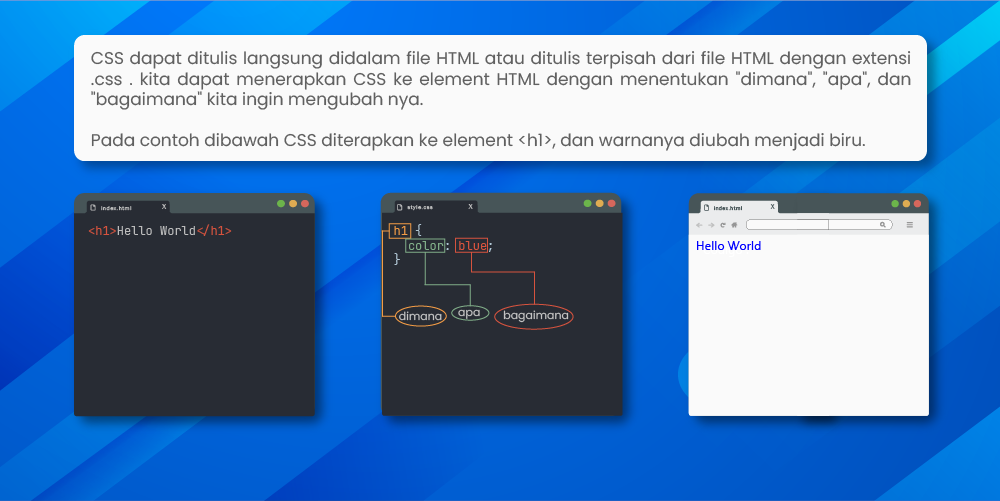 CSS dapat ditulis langsung didalam file HTML atau ditulis terpisah dari file HTML dengan extensi
.css . kita dapat menerapkan CSS ke element HTML dengan menentukan "dimana", "apa", dan
"bagaimana" kita ingin mengubah nya.
Pada contoh dibawah CSS diterapkan ke element <h1>, dan warnanya diubah menjadi biru.
index.html X
<h1>Hello World</h1>
style.css X
h1 {
color: blue;
}
dimana apa bagaimana
index.html X
Hello World